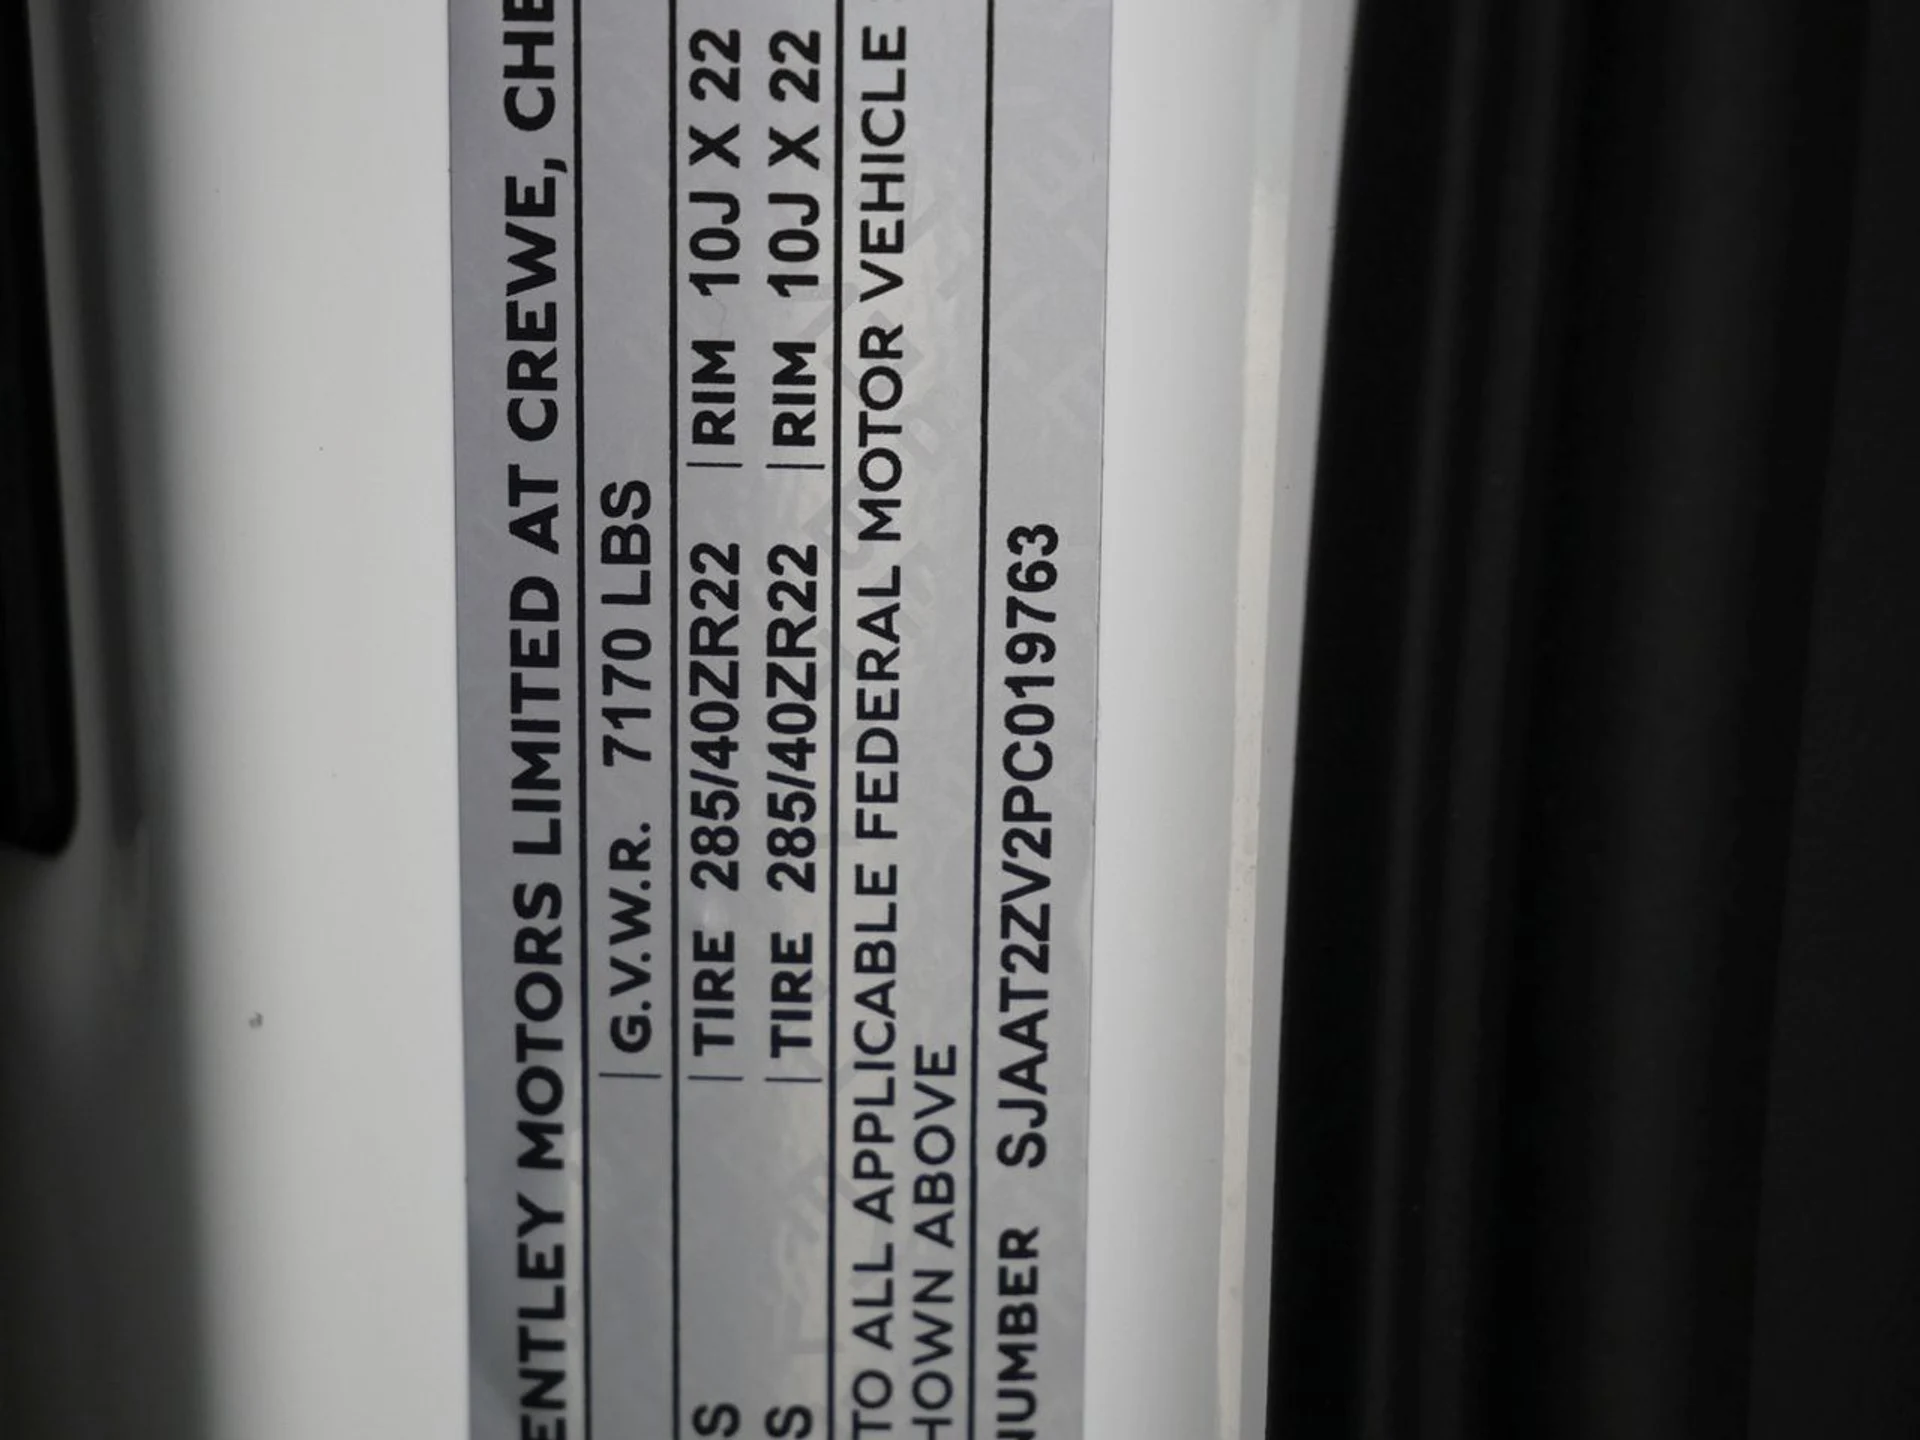 ENTLEY MOTORS LIMITED AT CREWE, CHE
G.V.W.R. 7170 LBS
S | TIRE 285/40ZR22 | RIM 10J X 22
S | TIRE 285/40ZR22 | RIM 10J X 22
TO ALL APPLICABLE FEDERAL MOTOR VEHICLE
HOWN ABOVE
NUMBER SJAAT2ZV2PC019763